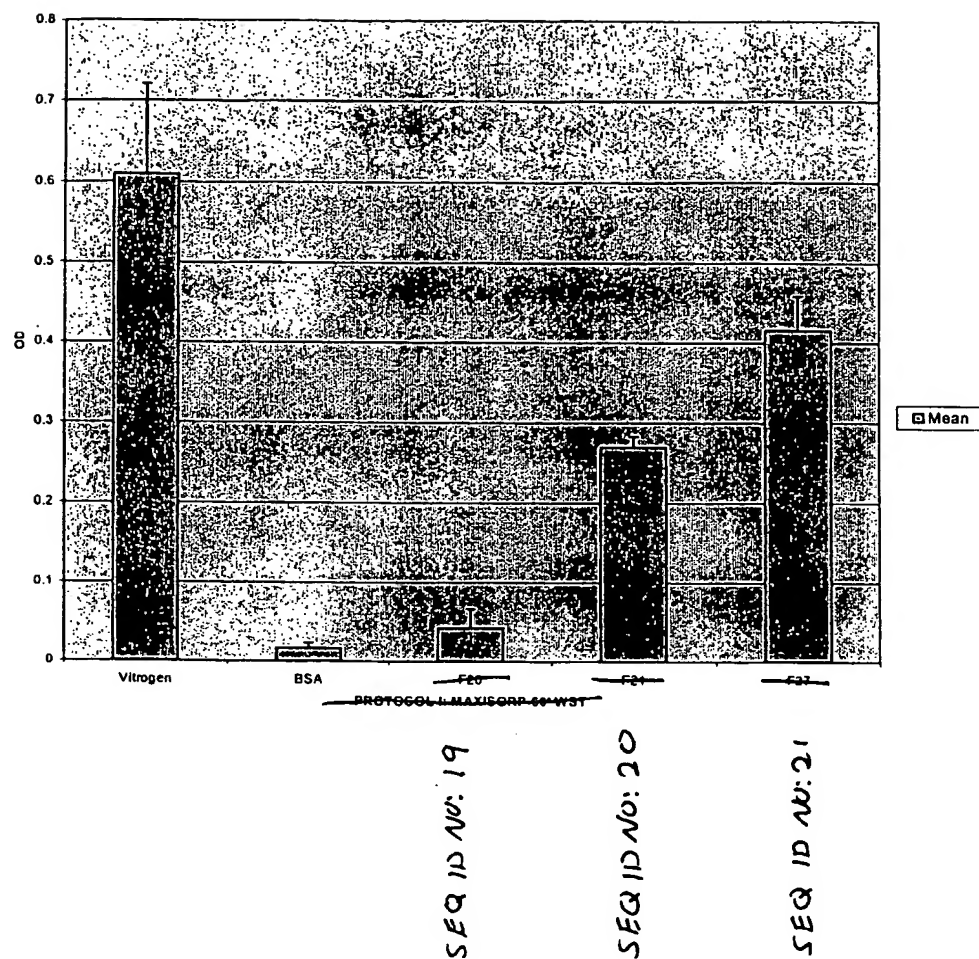 0.8
0.7
0.6
0.5
0.4
0.3
0.2
0.1
0
OD
Mean
Vitrogen BSA F20 F21 F27
PROTOCOL I: MAXISORP 60' WST
SEQ ID NO: 19
SEQ ID NO: 20
SEQ ID NO: 21